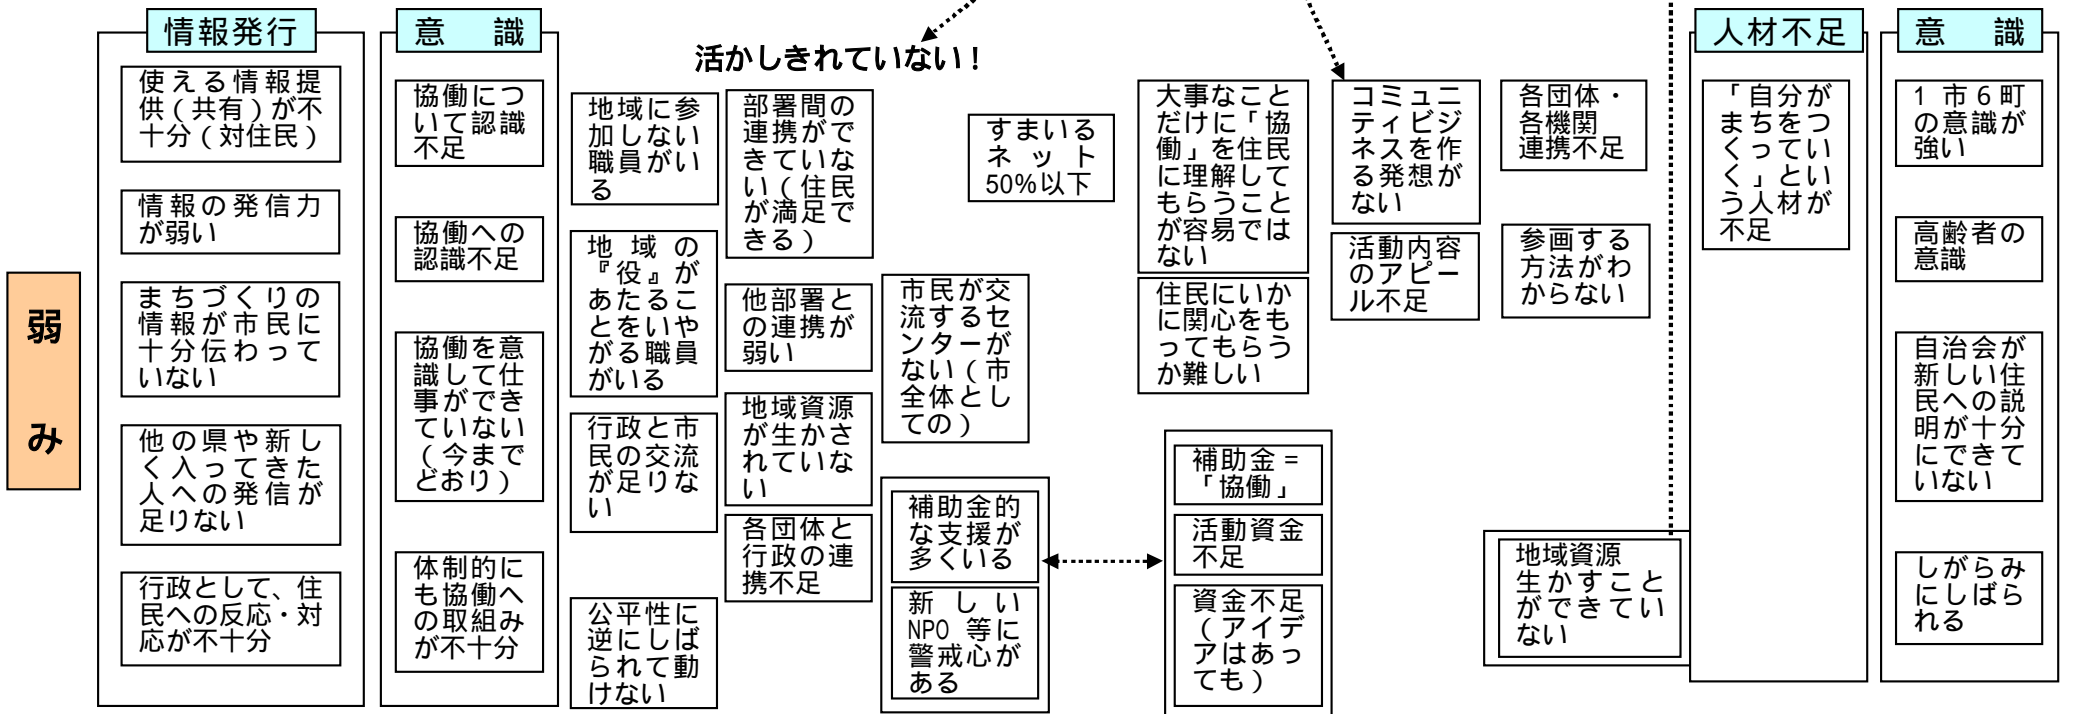 弱
み
情報発行
使える情報提
供（共有）が不
十分（対住民）
情報の発信力
が弱い
まちづくりの
情報が市民に
十分伝わって
いない
他の県や新し
く入ってきた
人への発信が
足りない
行政として、住
民への反応・対
応が不十分
意　識
協働につ
いて認識
不足
協働への
認識不足
協働を意
識して仕
事ができ
ていない
（今まで
どおり）
体制的に
も協働へ
の取組み
が不十分
活かしきれていない！
地域に参
加しない
職員がい
る
地域の
『役』が
あたるこ
とをいや
がる職員
がいる
行政と市
民の交流
が足りな
い
公平性に
逆にしば
られて動
けない
部署間の
連携がで
きていな
い（住民
が満足で
きる）
他部署と
の連携が
弱い
地域資源
が生かさ
れていな
い
各団体と
行政の連
携不足
すまいる
ネット
50%以下
市民が交
流するセ
ンターが
ない（市
全体とし
ての）
補助金的
な支援が
多くいる
新しい
NPO 等に
警戒心が
ある
大事なこと
だけに「協
働」を住民
に理解して
もらうこと
が容易では
ない
住民にいか
に関心をも
ってもらう
か難しい
補助金＝
「協働」
活動資金
不足
資金不足
（アイデ
アはあっ
ても）
コミュニ
ティビジ
ネスを作
る発想が
ない
活動内容
のアピー
ル不足
各団体・
各機関
連携不足
参画する
方法がわ
からない
地域資源
生かすこと
ができてい
ない
人材不足
「自分が
まちをつ
くってい
く」とい
う人材が
不足
意　識
1 市6町
の意識が
強い
高齢者の
意識
自治会が
新しい住
民への説
明が十分
にできて
いない
しがらみ
にしばら
れる